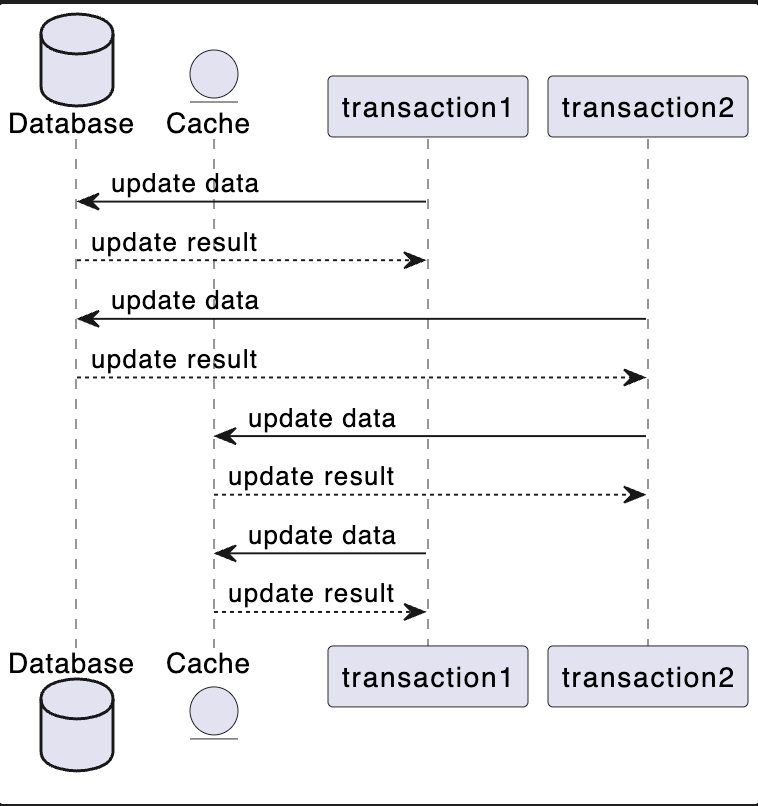 Database
Cache
transaction1
transaction2
update data
update result
update data
update result
update data
update result
update data
update result
Database
Cache
transaction1
transaction2